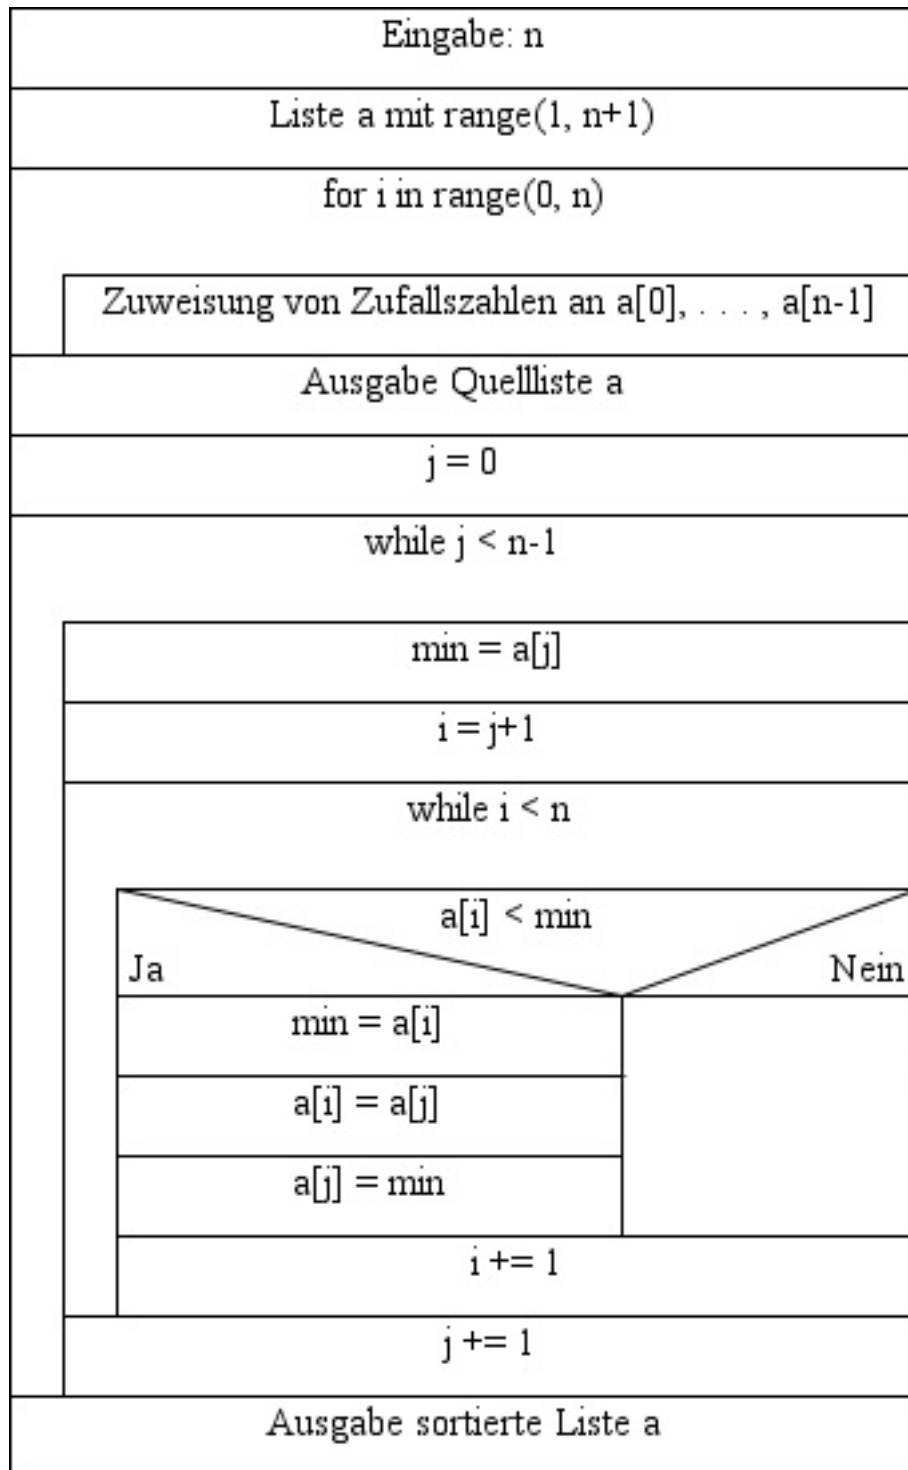 Eingabe: n
Liste a mit range(1, n+1)
for i in range(0, n)
Zuweisung von Zufallszahlen an a[0], . . . , a[n-1]
Ausgabe Quellliste a
j = 0
while j < n-1
min = a[j]
i = j+1
while i < n
a[i] < min
Ja
Nein
min = a[i]
a[i] = a[j]
a[j] = min
i += 1
j += 1
Ausgabe sortierte Liste a